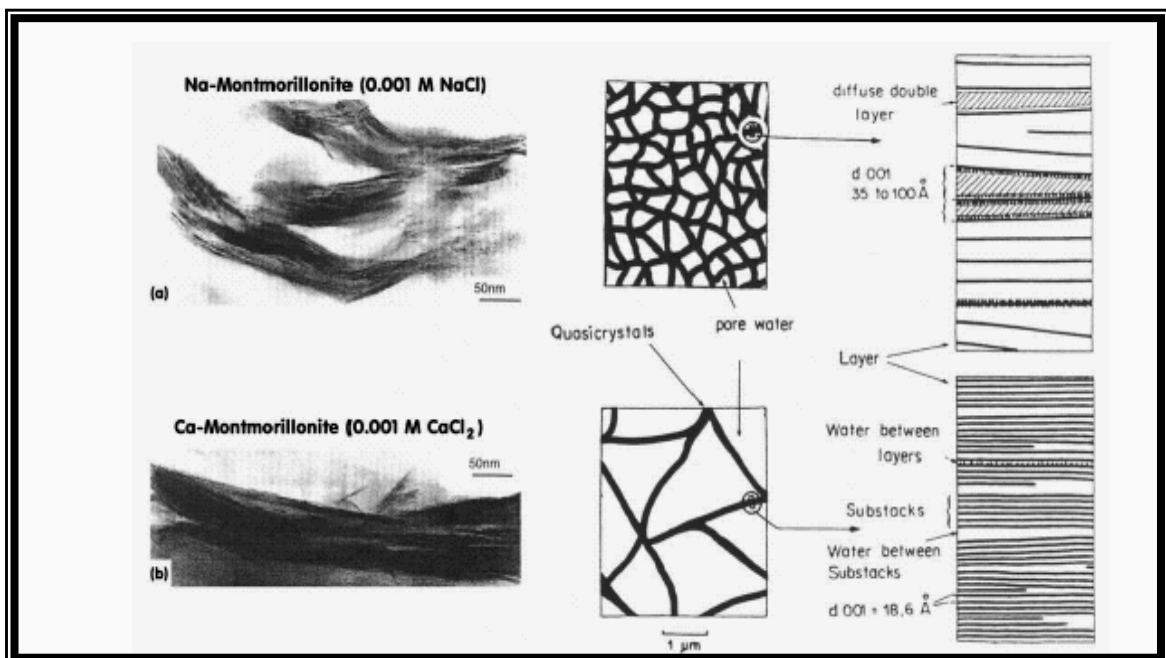 Na-Montmorillonite (0.001 M NaCl)
(a)
50nm
diffuse double
layer
d 001
35 to 100 Å
Quasicrystals
pore water
Layer
Ca-Montmorillonite (0.001 M CaCl₂)
50nm
(b)
Water between
layers
Substacks
Water between
Substacks
d 001 = 18,6 Å
1 µm